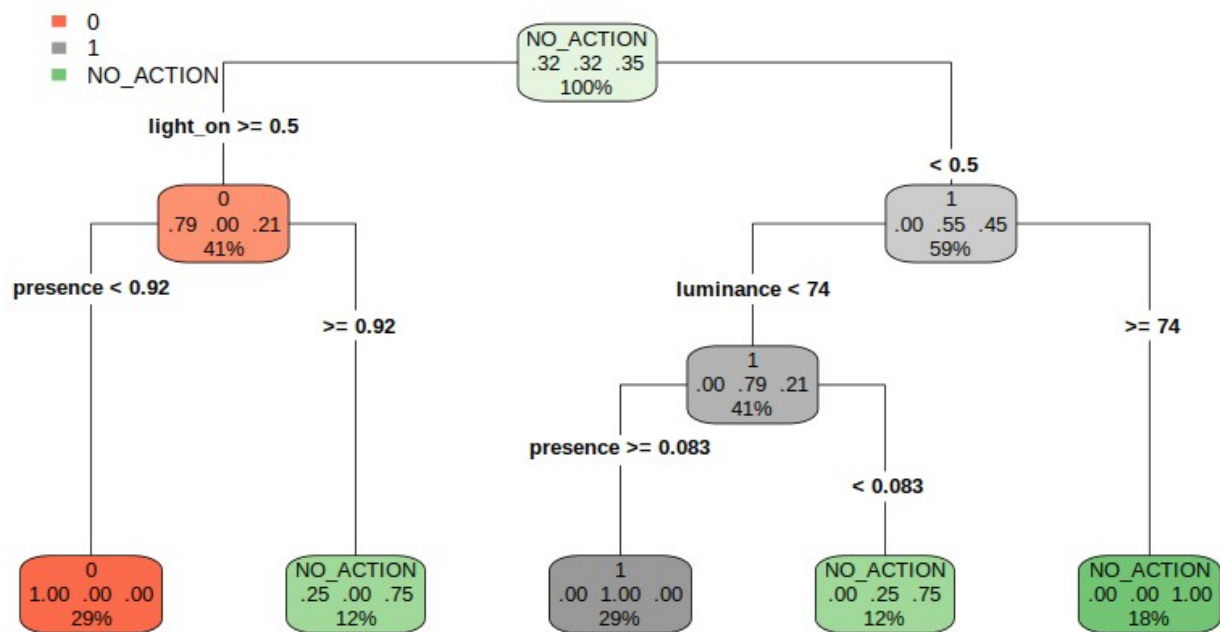 0
1
NO_ACTION
NO_ACTION
.32 .32 .35
100%
light_on >= 0.5
< 0.5
0
.79 .00 .21
41%
1
.00 .55 .45
59%
presence < 0.92
>= 0.92
luminance < 74
>= 74
1
.00 .79 .21
41%
presence >= 0.083
< 0.083
0
1.00 .00 .00
29%
NO_ACTION
.25 .00 .75
12%
1
.00 1.00 .00
29%
NO_ACTION
.00 .25 .75
12%
NO_ACTION
.00 .00 1.00
18%